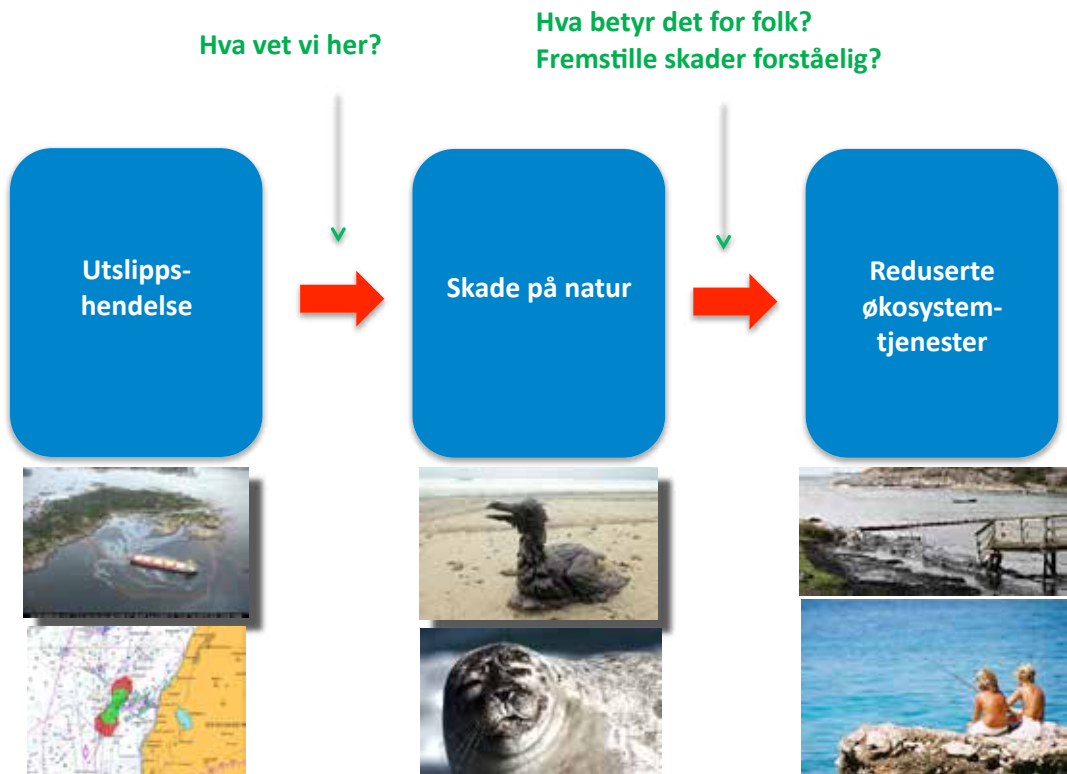 Hva vet vi her?
Hva betyr det for folk?
Fremstille skader forståelig?
Utslipps-
hendelse
Skade på natur
Reduserte
økosystem-
tjenester